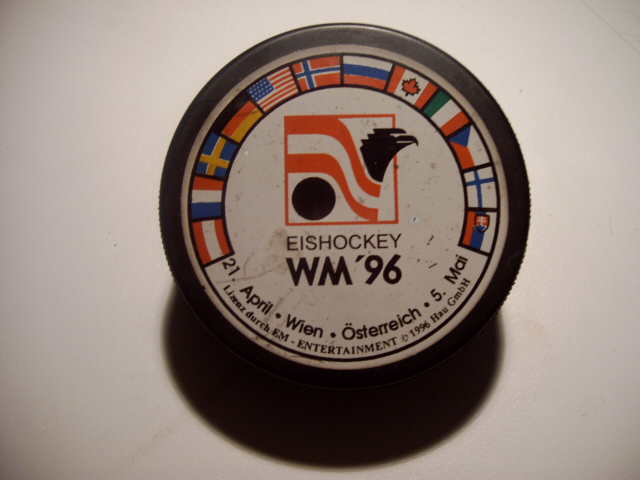 EISHOCKEY
WM ´96
21. April • Wien • Österreich • 5. Mai
Lizenz durch EM - ENTERTAINMENT © 1996 Hau GmbH